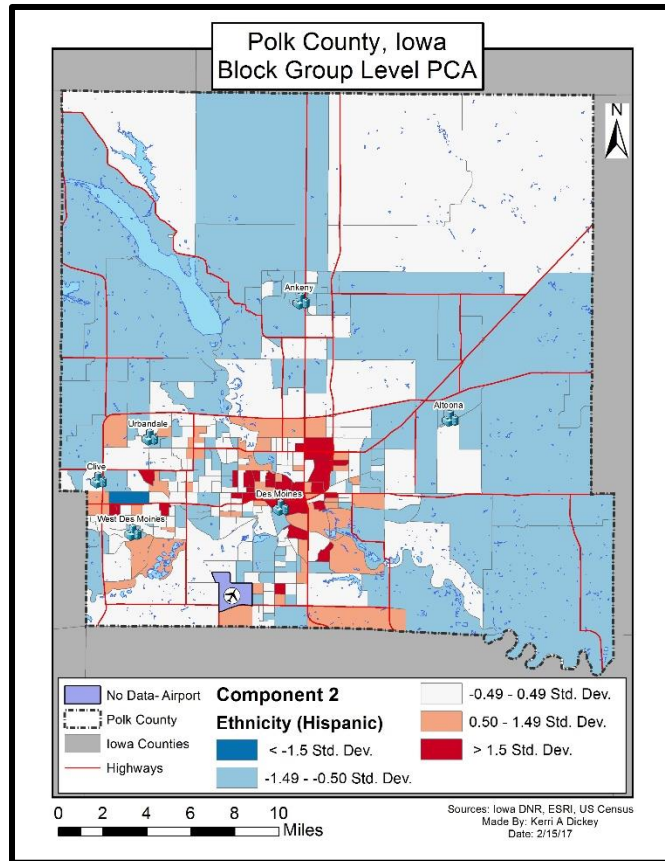 Polk County, Iowa
Block Group Level PCA
N
Ankeny
Altoona
Urbandale
Clive
Des Moines
West Des Moines
No Data- Airport
Polk County
Iowa Counties
Highways
Component 2
Ethnicity (Hispanic)
< -1.5 Std. Dev.
-1.49 - -0.50 Std. Dev.
-0.49 - 0.49 Std. Dev.
0.50 - 1.49 Std. Dev.
> 1.5 Std. Dev.
0 2 4 6 8 10
Miles
Sources: Iowa DNR, ESRI, US Census
Made By: Kerri A Dickey
Date: 2/15/17